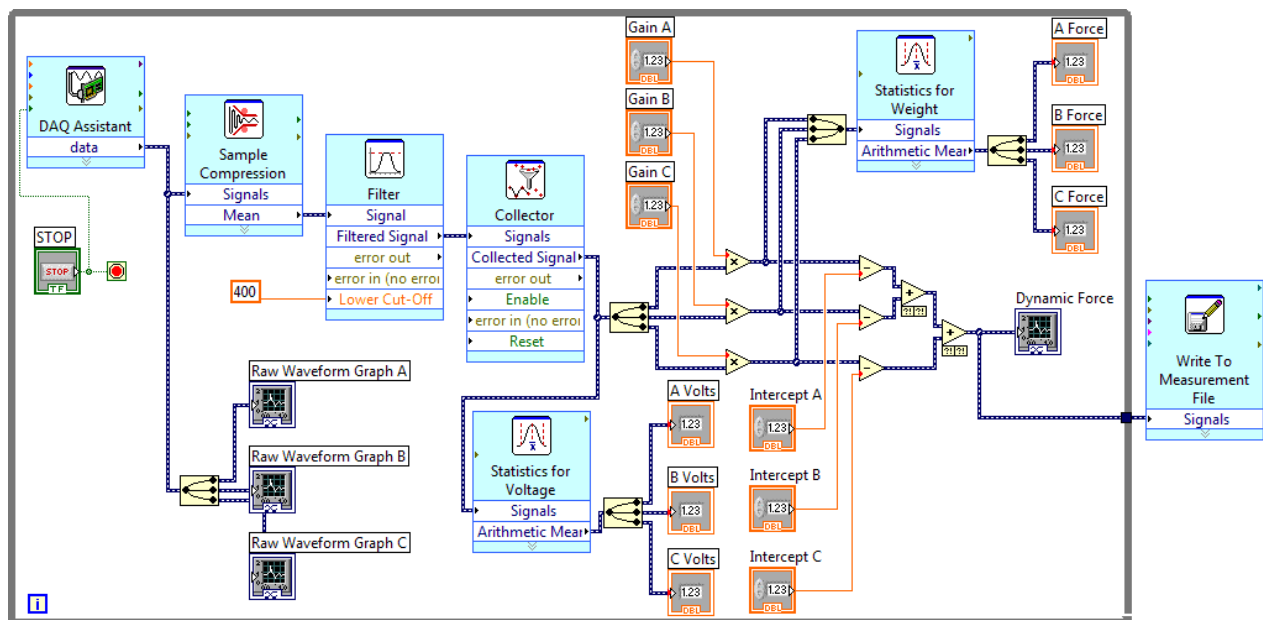 DAQ Assistant
data
STOP
STOP
TF
Sample
Compression
Signals
Mean
Filter
Signal
Filtered Signal
error out
error in (no error
Lower Cut-Off
400
Collector
Signals
Collected Signal
error out
Enable
error in (no error
Reset
Raw Waveform Graph A
Raw Waveform Graph B
Raw Waveform Graph C
Statistics for
Voltage
Signals
Arithmetic Mean
A Volts
1.23
DBL
B Volts
1.23
DBL
C Volts
1.23
DBL
Gain A
1.23
DBL
Gain B
1.23
DBL
Gain C
1.23
DBL
Intercept A
1.23
DBL
Intercept B
1.23
DBL
Intercept C
1.23
DBL
Statistics for
Weight
Signals
Arithmetic Mean
A Force
1.23
DBL
B Force
1.23
DBL
C Force
1.23
DBL
?! ?!
?! ?!
Dynamic Force
Write To
Measurement
File
Signals
i